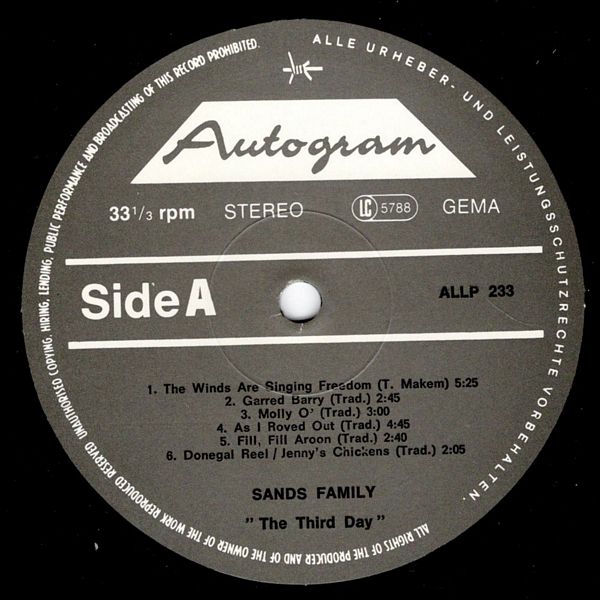 ALL RIGHTS OF THE PRODUCER AND OF THE OWNER OF THE WORK REPRODUCED RESERVED UNAUTHORISED COPYING, HIRING, LENDING, PUBLIC PERFORMANCE AND BROADCASTING OF THIS RECORD PROHIBITED.
ALLE URHEBER- UND LEISTUNGSSCHUTZRECHTE VORBEHALTEN.
Autogram
33 1/3 rpm STEREO LC 5788 GEMA
Side A ALLP 233
1. The Winds Are Singing Freedom (T. Makem) 5:25
2. Garred Barry (Trad.) 2:45
3. Molly O' (Trad.) 3:00
4. As I Roved Out (Trad.) 4:45
5. Fill, Fill Aroon (Trad.) 2:40
6. Donegal Reel / Jenny's Chickens (Trad.) 2:05
SANDS FAMILY
"The Third Day"